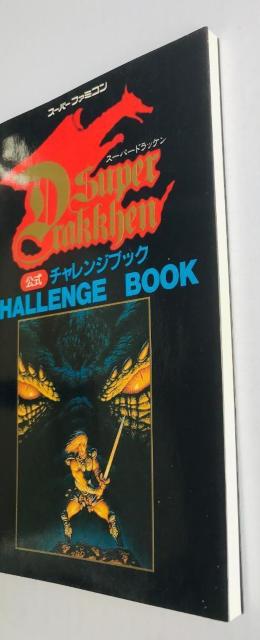 スーパーファミコン
スーパードラッケン
Super
Drakkhen
公式 チャレンジブック
HALLENGE BOOK